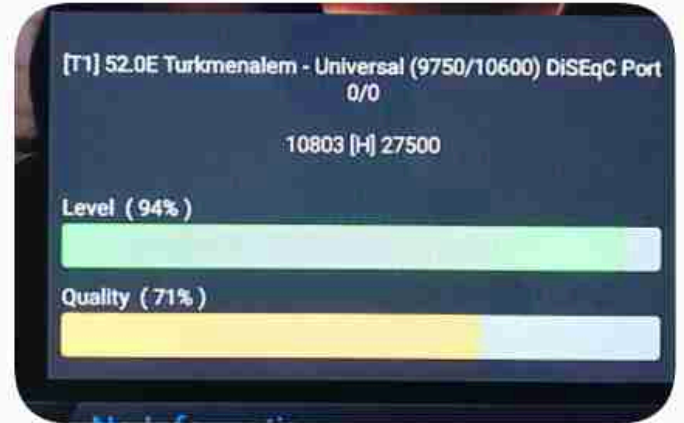 [T1] 52.0E Turkmenalem - Universal (9750/10600) DiSEqC Port
0/0
10803 [H] 27500
Level ( 94% )
Quality ( 71% )